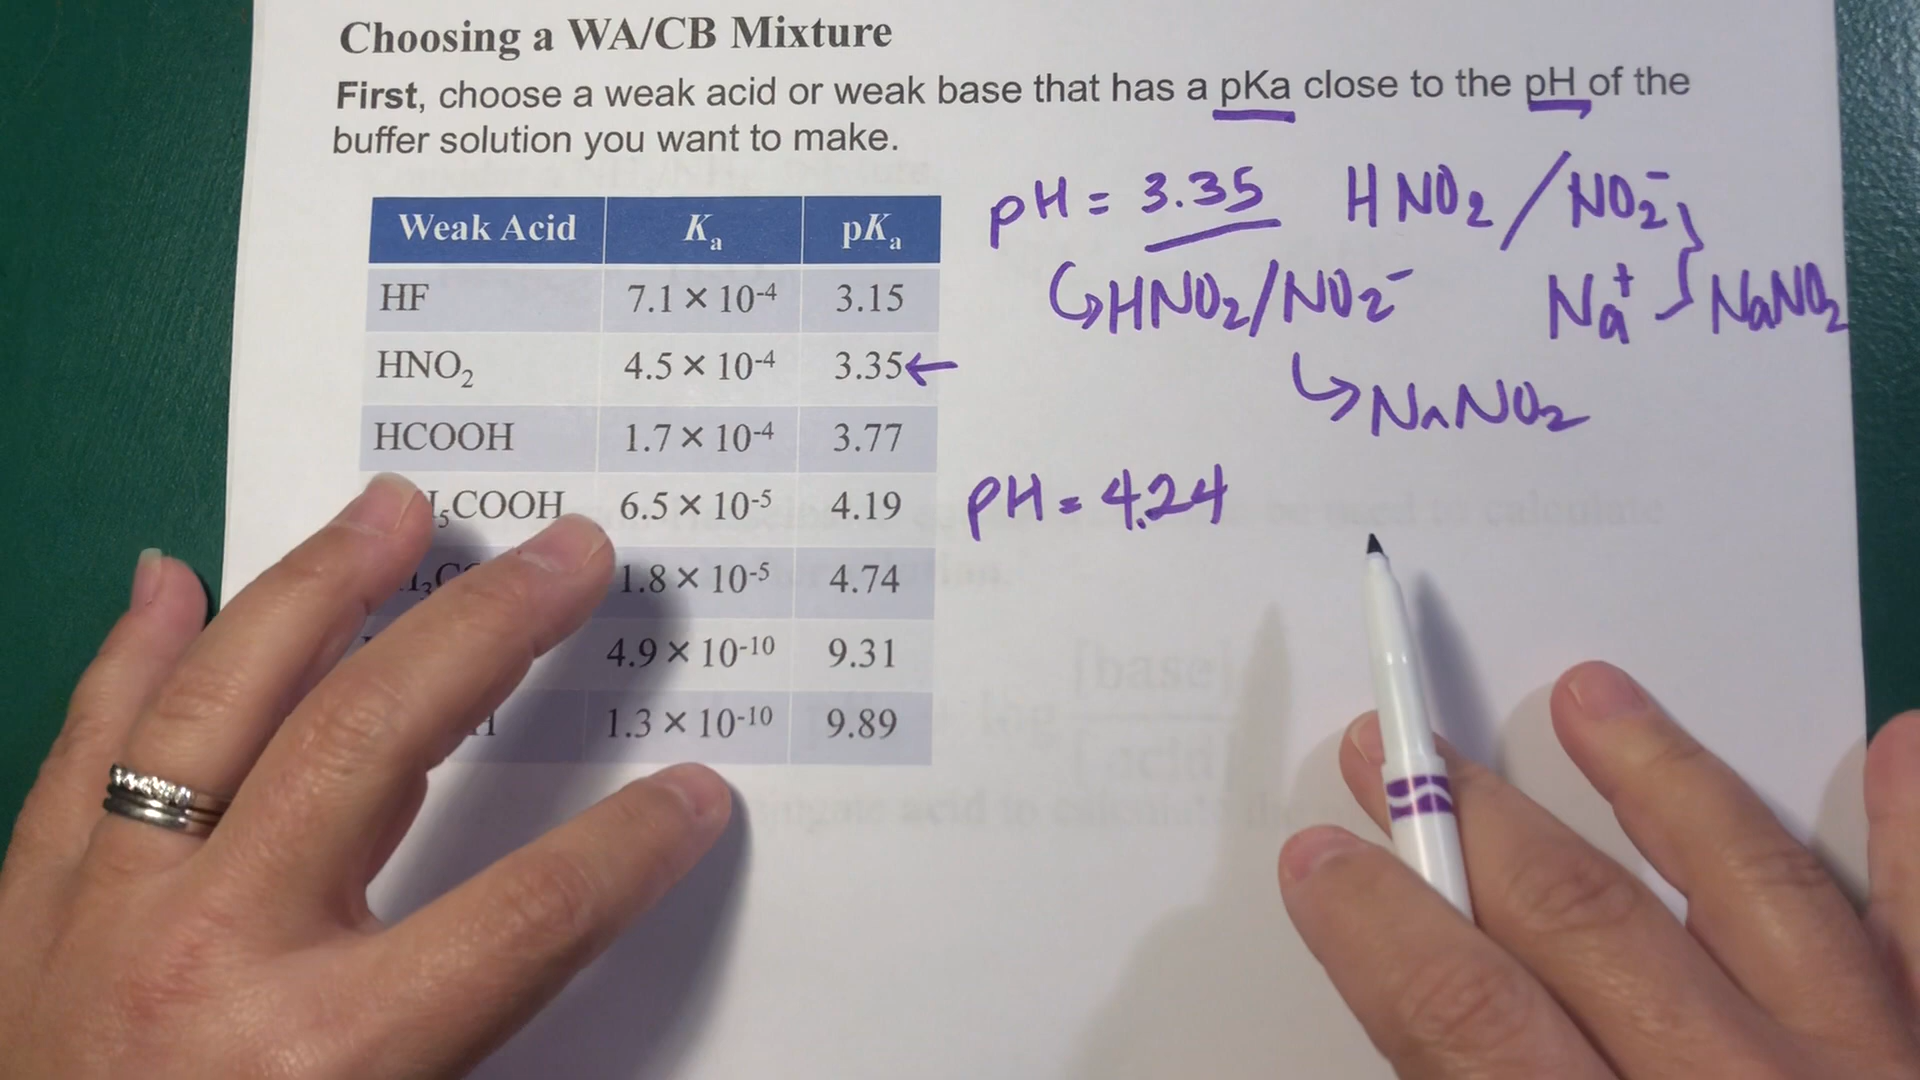 Choosing a WA/CB Mixture
First, choose a weak acid or weak base that has a pKa close to the pH of the
buffer solution you want to make.
Weak Acid Ka pKa
HF 7.1 × 10-4 3.15
HNO2 4.5 × 10-4 3.35←
HCOOH 1.7 × 10-4 3.77
5COOH 6.5 × 10-5 4.19
1.8 × 10-5 4.74
4.9 × 10-10 9.31
1.3 × 10-10 9.89
pH = 3.35 HNO2/NO2-
HNO2/NO2- Na+ NaNO2
NaNO2
pH = 4.24
[base]
log
[acid]